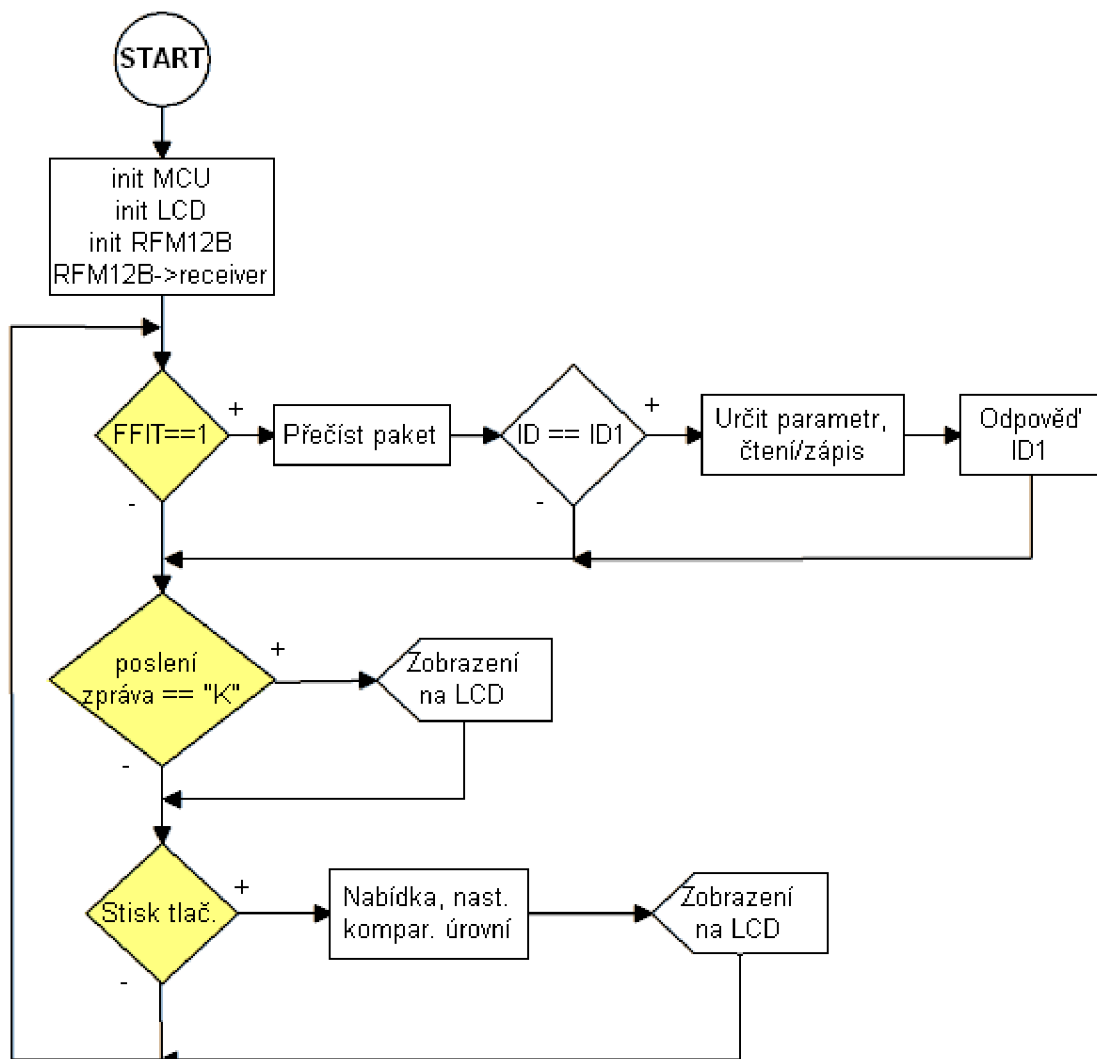 START
init MCU
init LCD
init RFM12B
RFM12B->receiver
FFIT==1
+
-
Přečíst paket
ID == ID1
+
-
Určit parametr,
čtení/zápis
Odpověď
ID1
poslení
zpráva == "K"
+
-
Zobrazení
na LCD
Stisk tlač.
+
-
Nabídka, nast.
kompar. úrovní
Zobrazení
na LCD